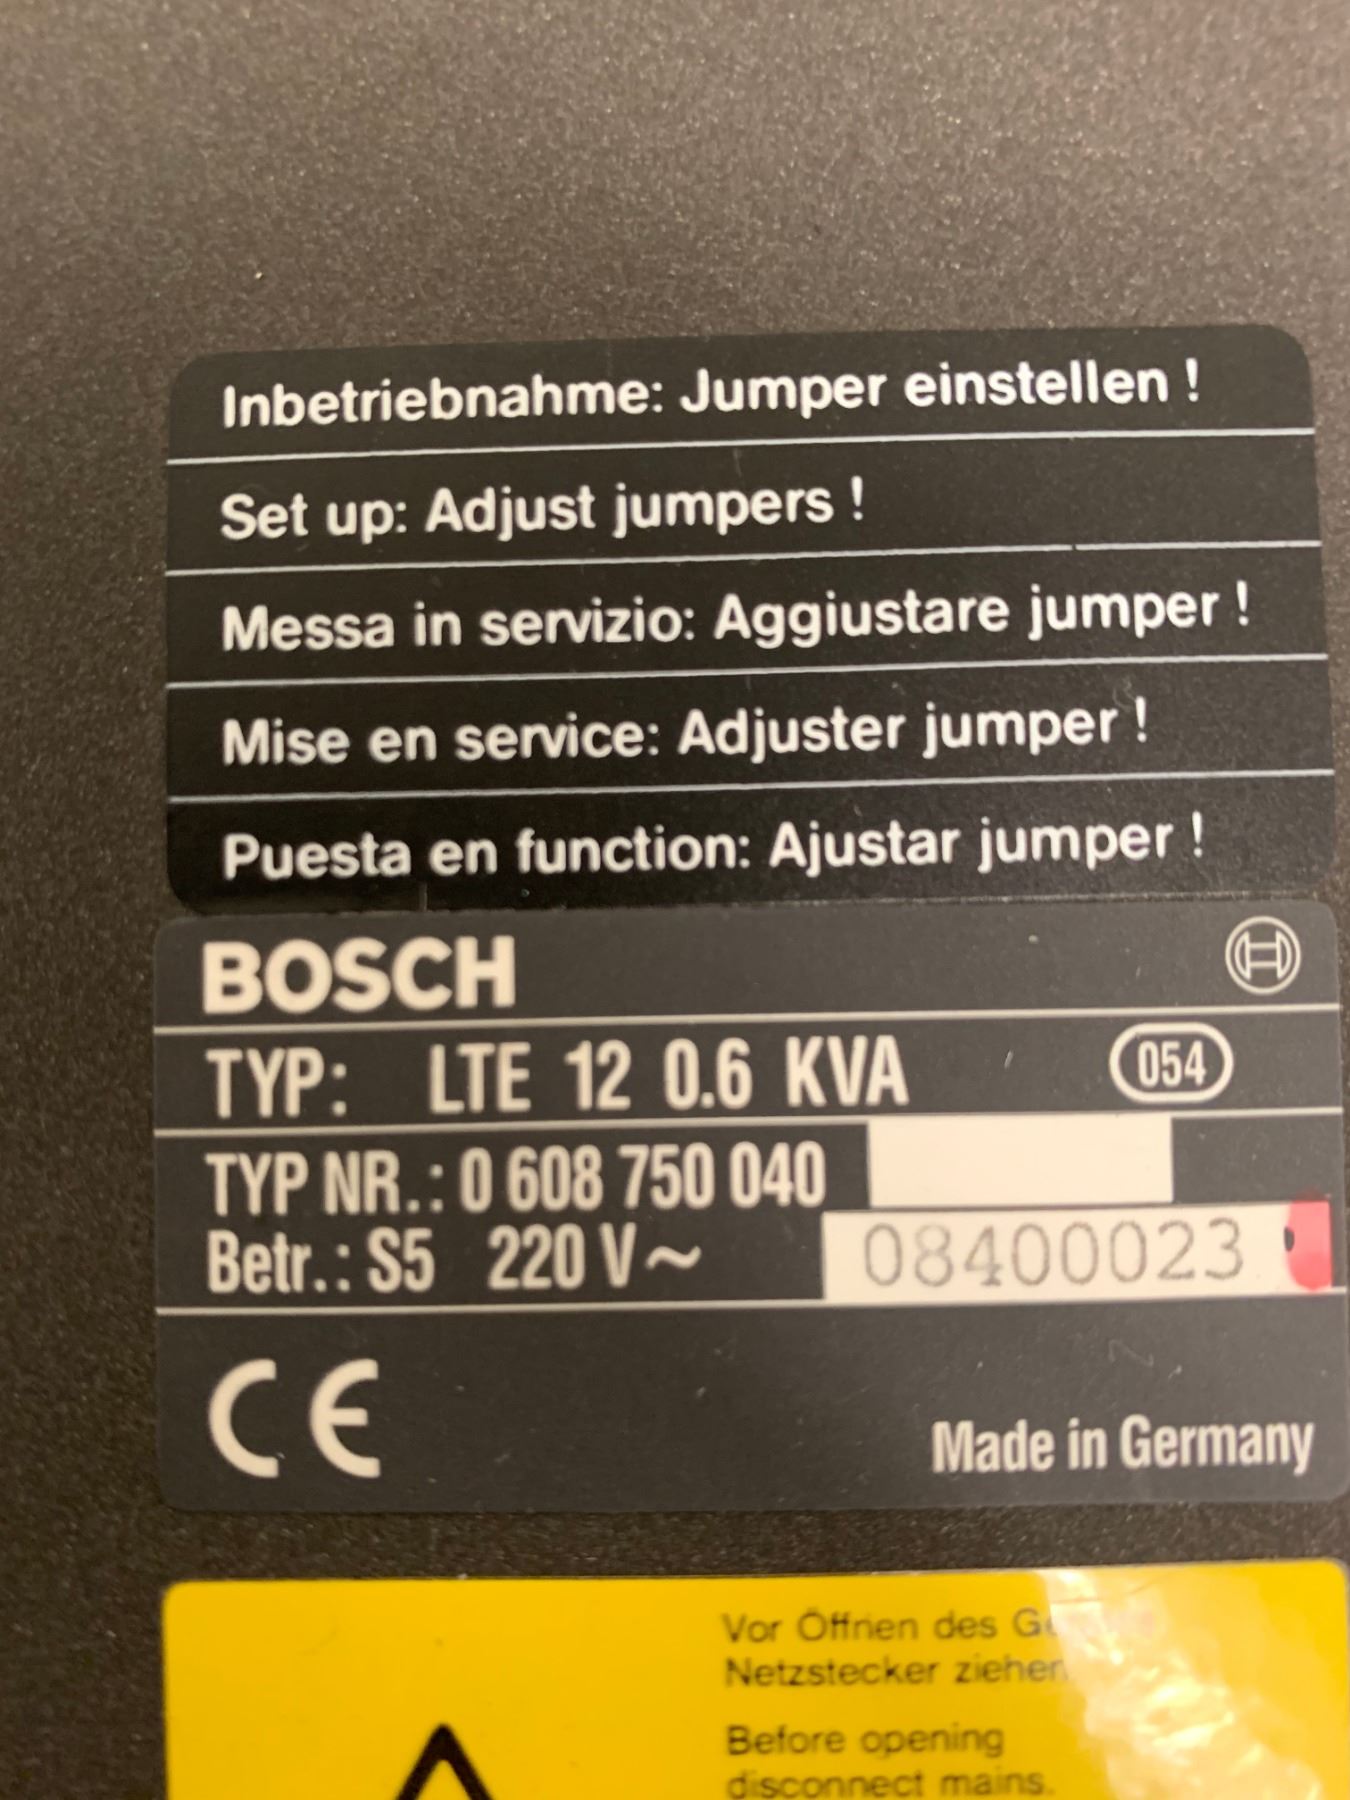 Inbetriebnahme: Jumper einstellen !
Set up: Adjust jumpers !
Messa in servizio: Aggiustare jumper !
Mise en service: Adjuster jumper !
Puesta en function: Ajustar jumper !
BOSCH
TYP: LTE 12 0.6 KVA 054
TYP NR.: 0 608 750 040
Betr.: S5 220 V~ 08400023
CE
Made in Germany
Vor Öffnen des
Netzstecker ziehen
Before opening
disconnect mains.